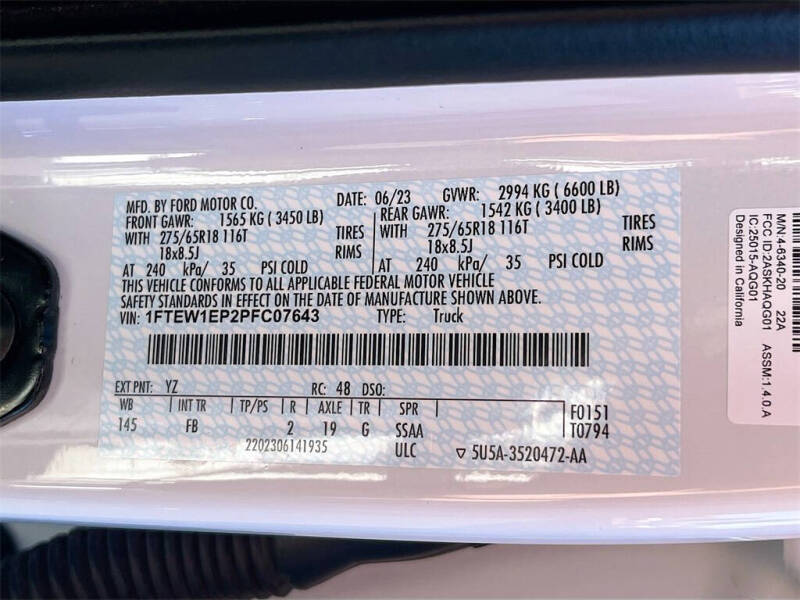 MFD. BY FORD MOTOR CO.
DATE: 06/23 GVWR: 2994 KG ( 6600 LB)
FRONT GAWR: 1565 KG ( 3450 LB)
REAR GAWR: 1542 KG ( 3400 LB)
WITH 275/65R18 116T TIRES
WITH 275/65R18 116T TIRES
18x8.5J RIMS
18x8.5J RIMS
AT 240 kPa/ 35 PSI COLD
AT 240 kPa/ 35 PSI COLD
THIS VEHICLE CONFORMS TO ALL APPLICABLE FEDERAL MOTOR VEHICLE
SAFETY STANDARDS IN EFFECT ON THE DATE OF MANUFACTURE SHOWN ABOVE.
VIN: 1FTEW1EP2PFC07643
TYPE: Truck
EXT PNT: YZ RC: 48 DSO:
WB INT TR TP/PS R AXLE TR SPR F0151
145 FB 2 19 G SSAA T0794
2202306141935 ULC ▽ 5U5A-3520472-AA
M/N:4-6340-20 22A
FCC ID:2ASKHAQG01 ASSM:1.4.0.A
IC:25015-AQG01
Designed in California